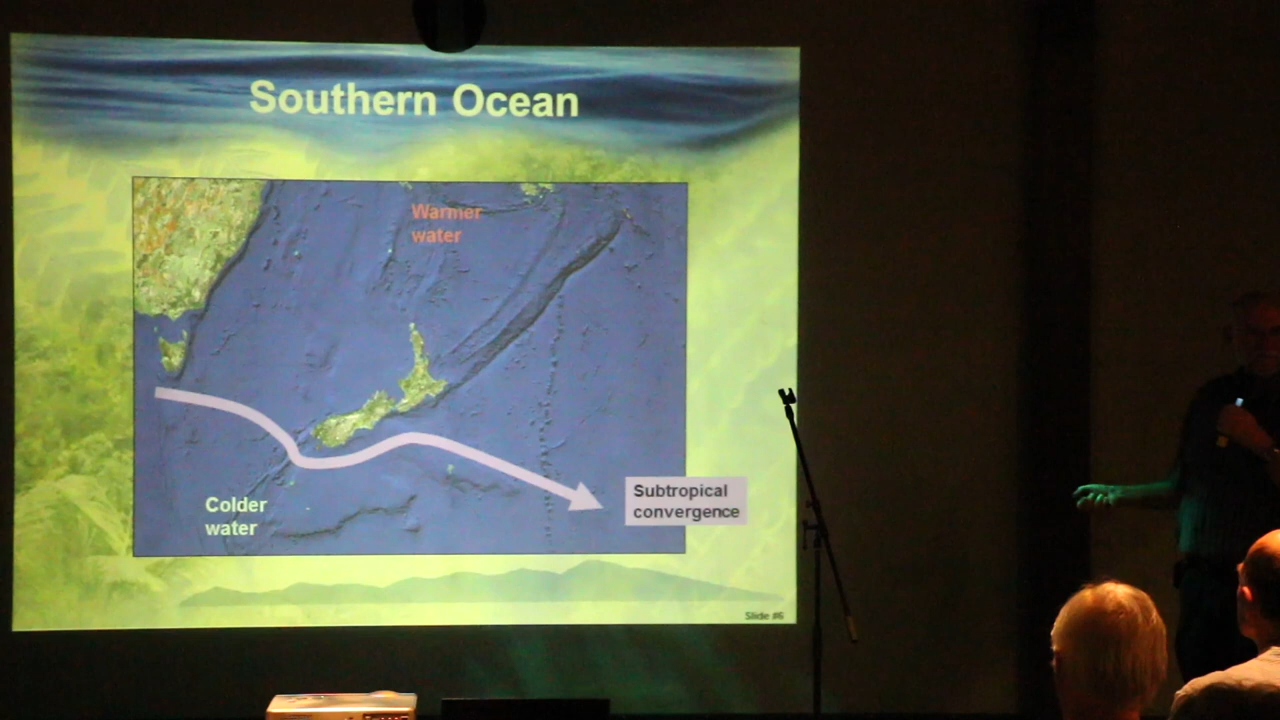 Southern Ocean
Warmer
water
Subtropical
convergence
Colder
water
Slide #6